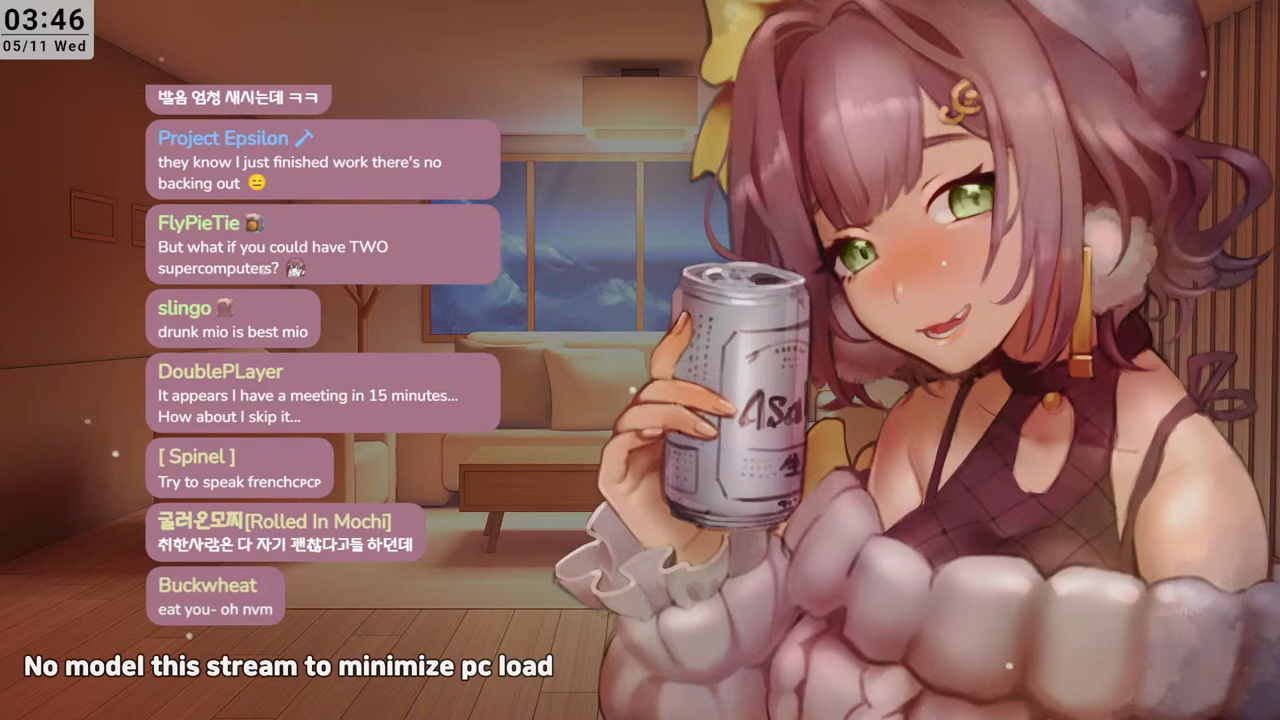 03:46
05/11 Wed
발음 엄청 새시는데 ㅋㅋ
Project Epsilon
they know I just finished work there's no
backing out
FlyPieTie
But what if you could have TWO
supercomputers?
slingo
drunk mio is best mio
DoublePLayer
It appears I have a meeting in 15 minutes...
How about I skip it...
[ Spinel ]
Try to speak frenchcpcp
굴러온모찌[Rolled In Mochi]
취한사람은 다 자기 괜찮다고들 하던데
Buckwheat
eat you- oh nvm
No model this stream to minimize pc load